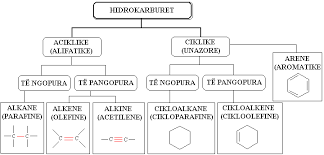 HIDROKARBURET
ACIKLIKE
(ALIFATIKE)
CIKLIKE
(UNAZORE)
ARENE
(AROMATIKE
TË NGOPURA
TË PANGOPURA
TË NGOPURA
TË PANGOPURA
ALKANE
(PARAFINE)
ALKENE
(OLEFINE)
ALKINE
(ACETILENE)
CIKLOALKANE
(CIKLOPARAFINE)
CIKLOALKENE
(CIKLOOLEFINE)
C C
C=C
C≡C